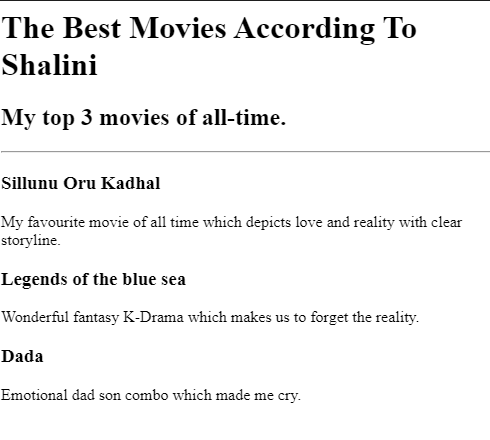 The Best Movies According To
Shalini
My top 3 movies of all-time.
Sillunu Oru Kadhal
My favourite movie of all time which depicts love and reality with clear
storyline.
Legends of the blue sea
Wonderful fantasy K-Drama which makes us to forget the reality.
Dada
Emotional dad son combo which made me cry.